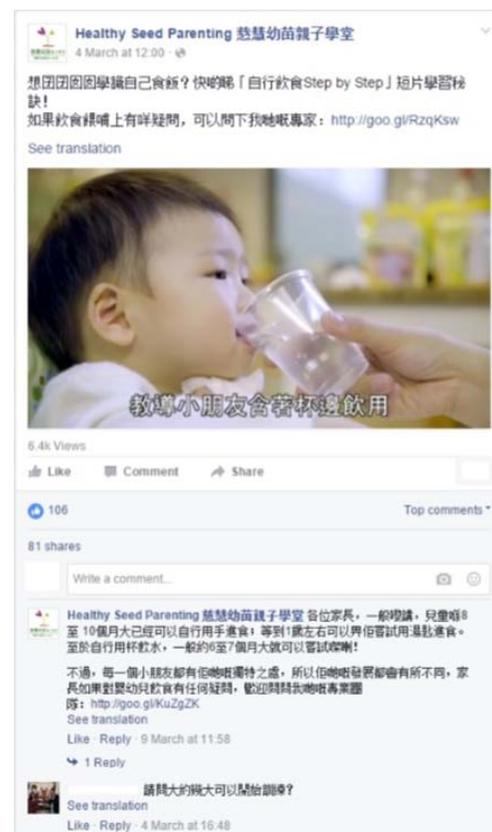 Healthy Seed Parenting 慈慧幼苗親子學堂
4 March at 12:00
想囝囝囡囡學識自己食飯？快啲睇「自行飲食Step by Step」短片學習秘
訣！
如果飲食餵哺上有咩疑問，可以問下我哋嘅專家：http://goo.gl/RzqKsw
See translation
教導小朋友含著杯邊飲用
6.4k Views
Like Comment Share
106 Top comments
81 shares
Write a comment...
Healthy Seed Parenting 慈慧幼苗親子學堂 各位家長，一般嚟講，兒童喺8
至 10個月大已經可以自行用手進食；等到1歲左右可以畀佢嘗試用湯匙進食。
至於自行用杯飲水，一般約6至7個月大就可以嘗試㗎喇！
不過，每一個小朋友都有佢哋嘅獨特之處，所以佢哋嘅發展都會有所不同，家
長如果對嬰幼兒飲食有任何疑問，歡迎問問我哋嘅專業團
隊：http://goo.gl/KuZgZK
See translation
Like · Reply · 9 March at 11:58
1 Reply
請問大約幾大可以開始訓練？
See translation
Like · Reply · 4 March at 16:48